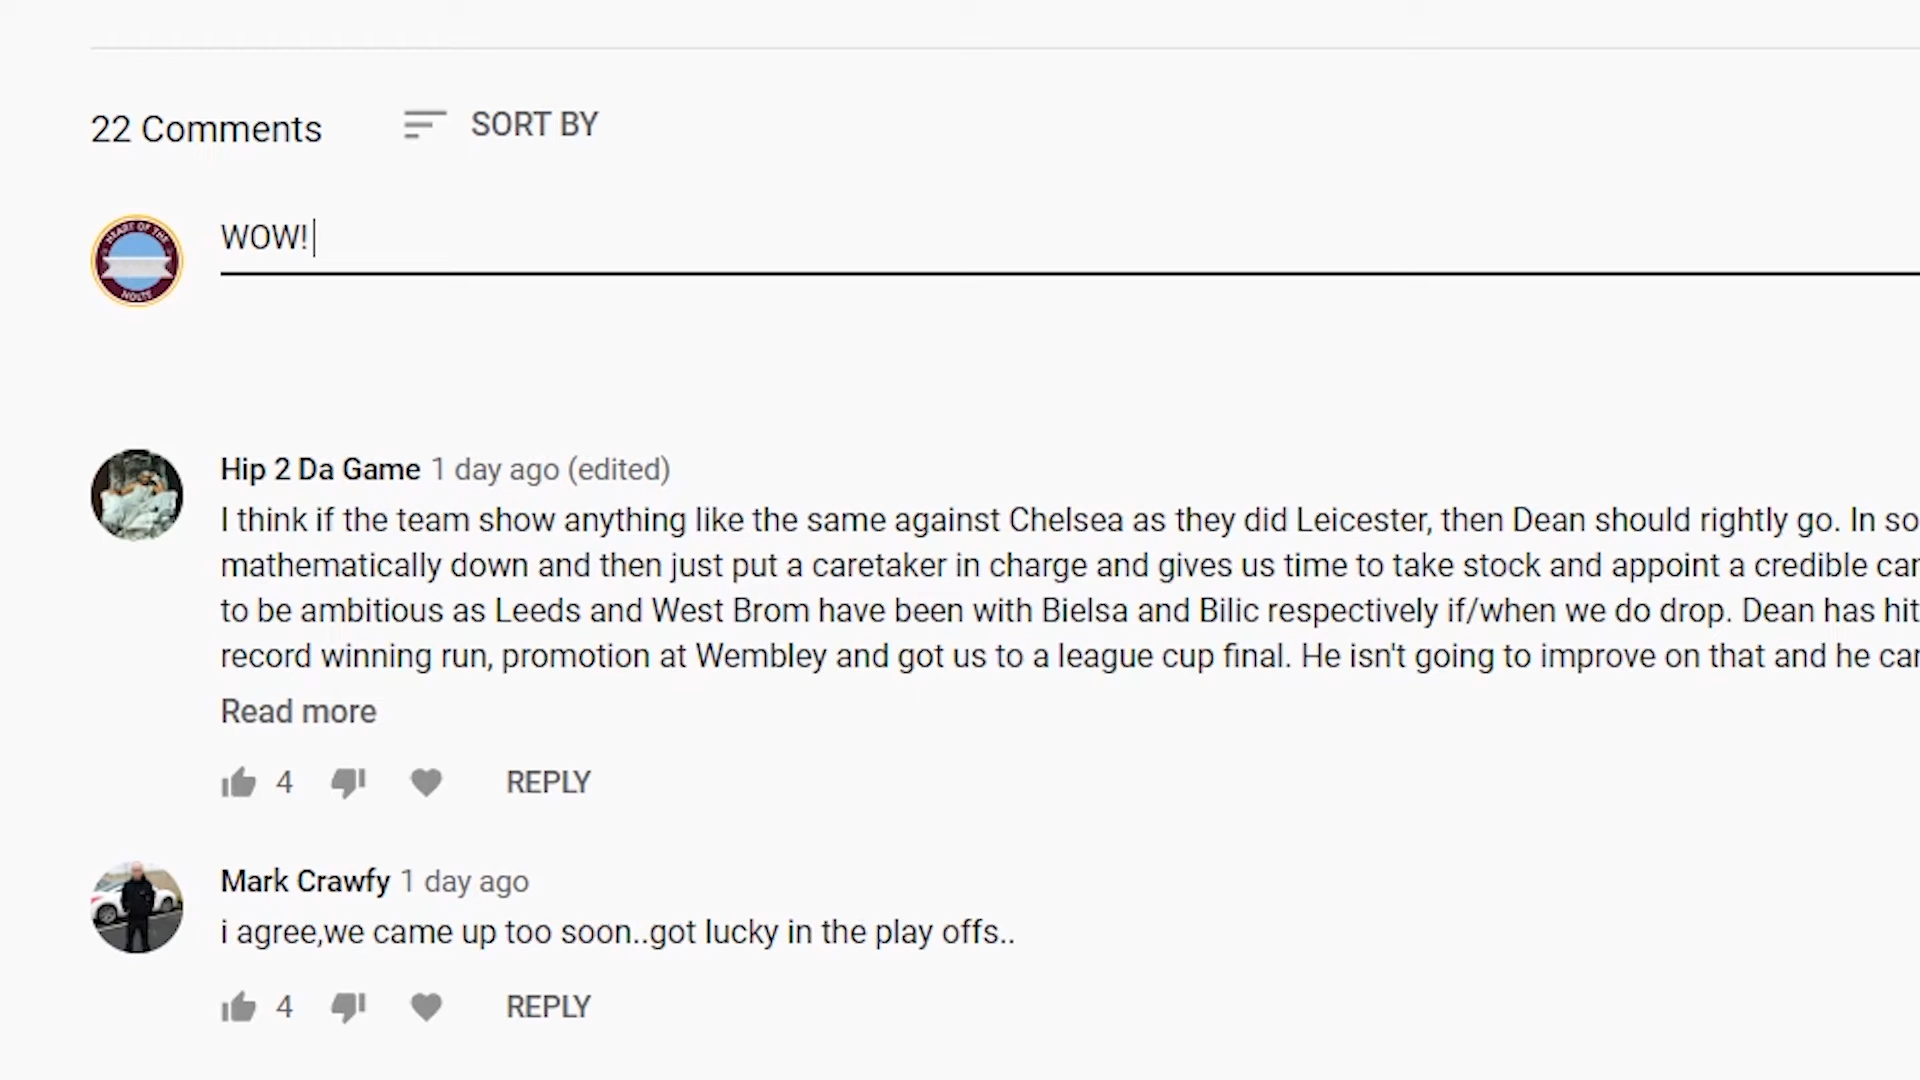 22 Comments
SORT BY
HEART OF THE
HOLTE
WOW!
Hip 2 Da Game 1 day ago (edited)
I think if the team show anything like the same against Chelsea as they did Leicester, then Dean should rightly go. In so
mathematically down and then just put a caretaker in charge and gives us time to take stock and appoint a credible can
to be ambitious as Leeds and West Brom have been with Bielsa and Bilic respectively if/when we do drop. Dean has hit
record winning run, promotion at Wembley and got us to a league cup final. He isn't going to improve on that and he can
Read more
4
REPLY
Mark Crawfy 1 day ago
i agree,we came up too soon..got lucky in the play offs..
4
REPLY